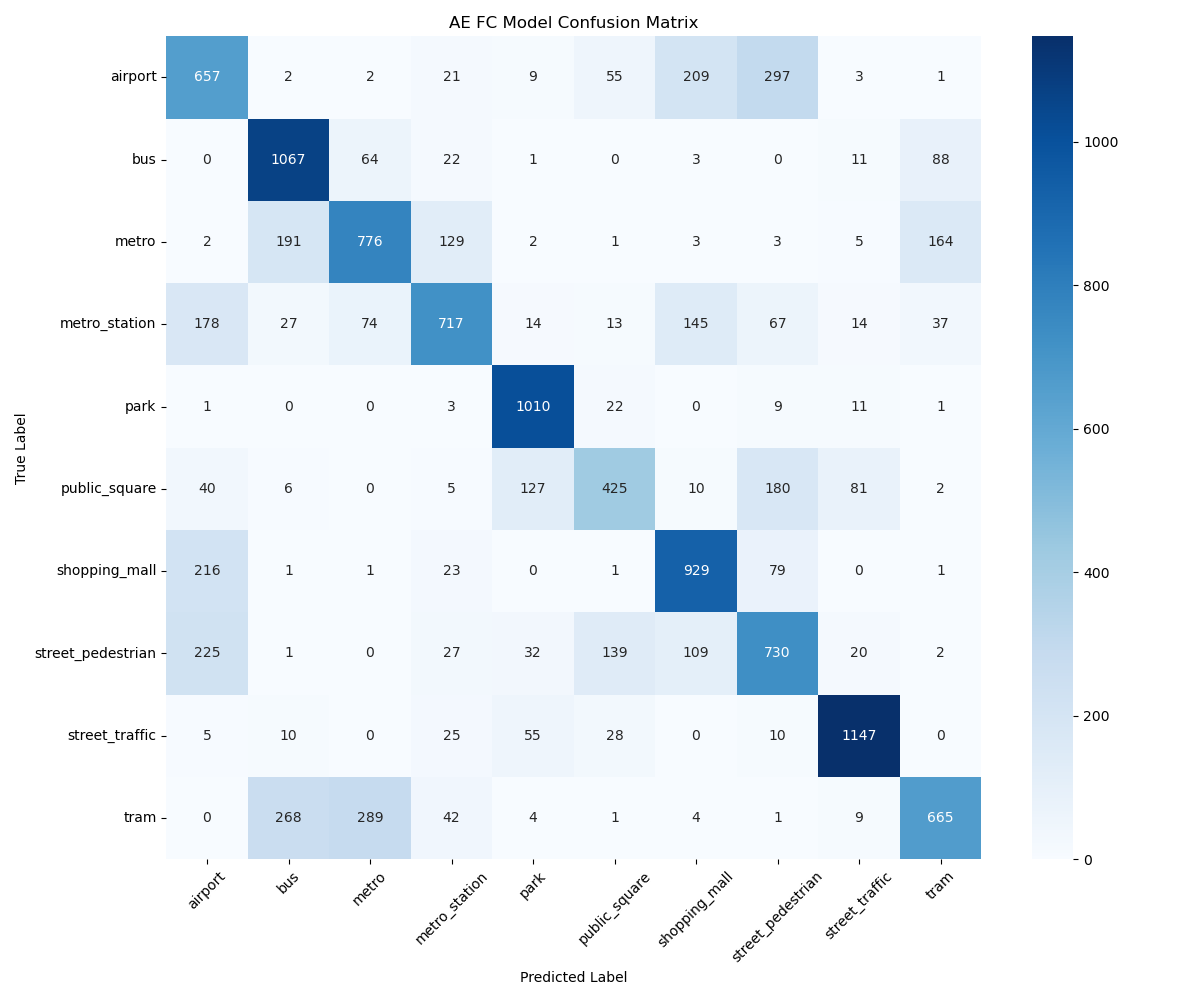 AE FC Model Confusion Matrix
airport 657 2 2 21 9 55 209 297 3 1
bus 0 1067 64 22 1 0 3 0 11 88
metro 2 191 776 129 2 1 3 3 5 164
metro_station 178 27 74 717 14 13 145 67 14 37
park 1 0 0 3 1010 22 0 9 11 1
public_square 40 6 0 5 127 425 10 180 81 2
shopping_mall 216 1 1 23 0 1 929 79 0 1
street_pedestrian 225 1 0 27 32 139 109 730 20 2
street_traffic 5 10 0 25 55 28 0 10 1147 0
tram 0 268 289 42 4 1 4 1 9 665
airport bus metro metro_station park public_square shopping_mall street_pedestrian street_traffic tram
Predicted Label
True Label
1000
800
600
400
200
0